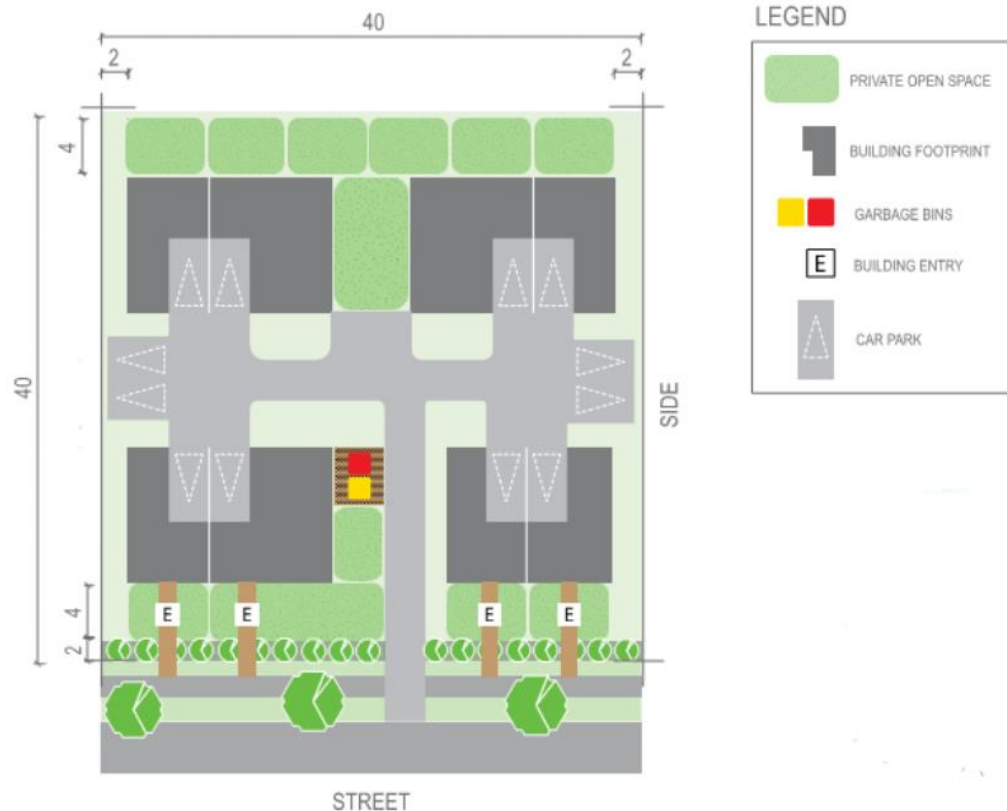 40
2
2
4
40
SIDE
4
2
E
E
E
E
STREET
LEGEND
PRIVATE OPEN SPACE
BUILDING FOOTPRINT
GARBAGE BINS
E
BUILDING ENTRY
CAR PARK